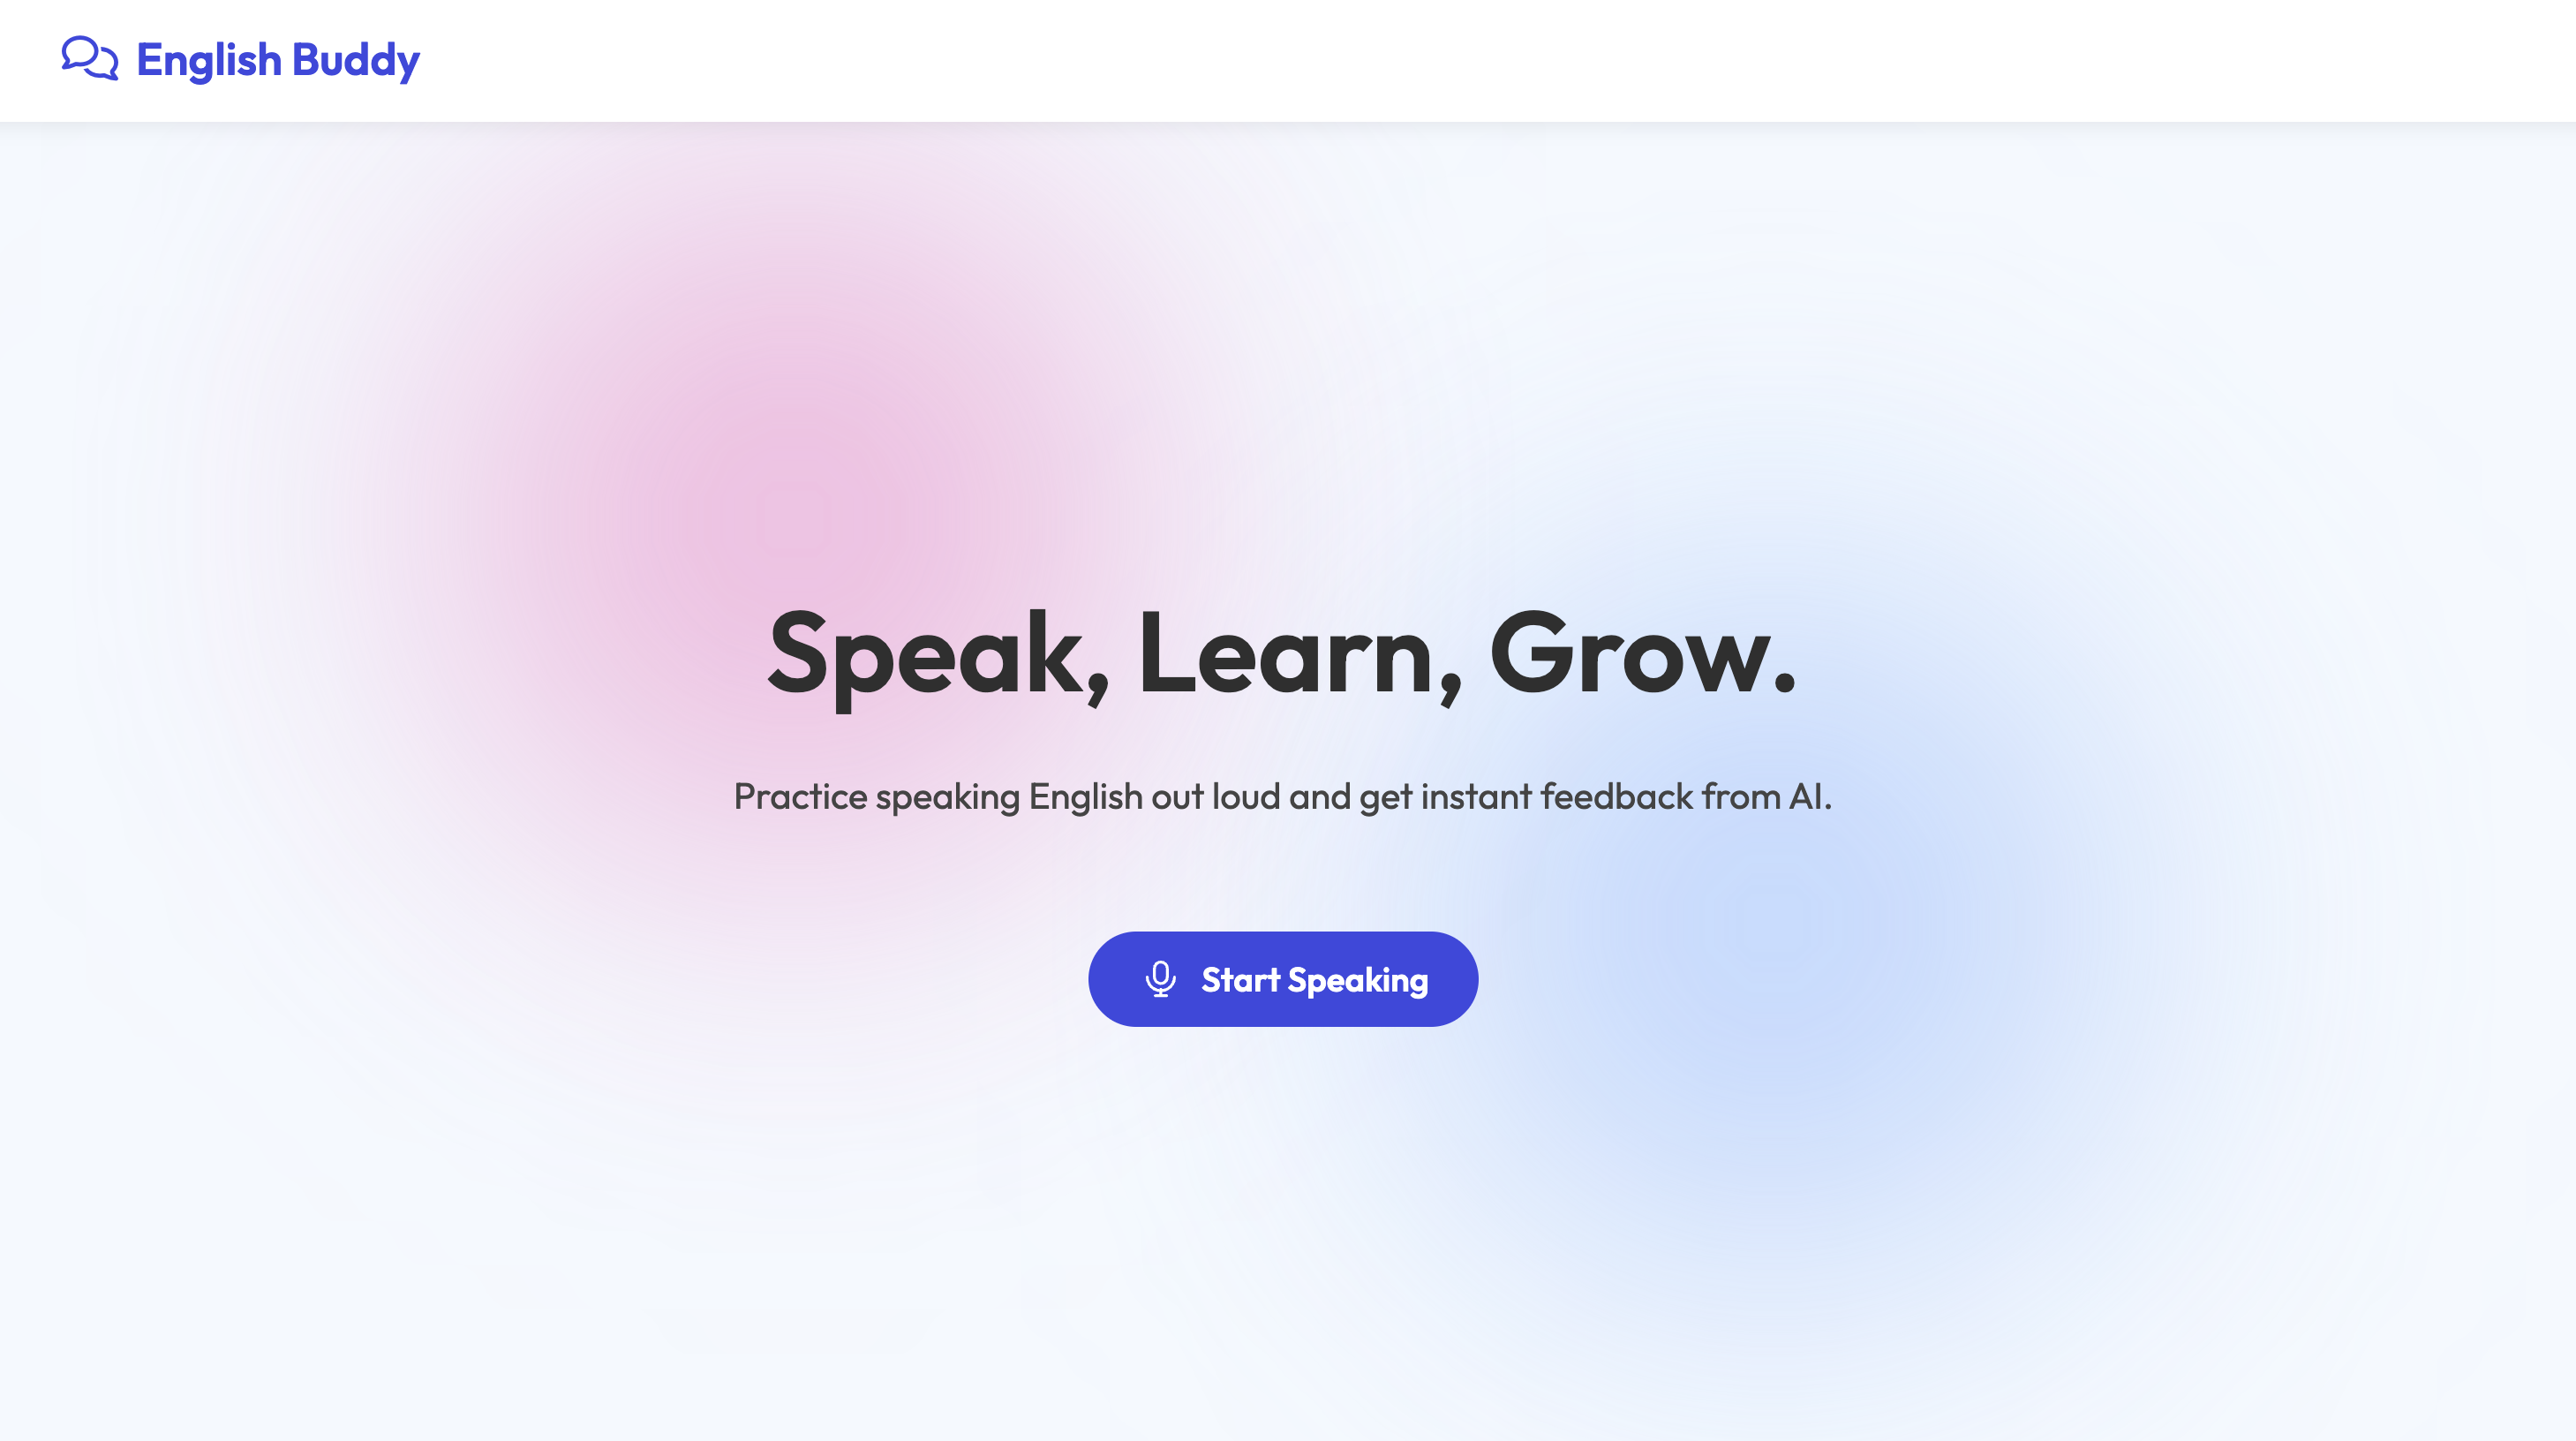 English Buddy
Speak, Learn, Grow.
Practice speaking English out loud and get instant feedback from AI.
Start Speaking